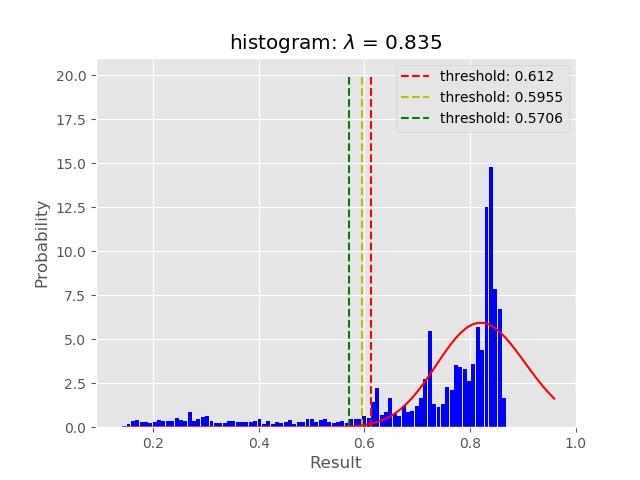 histogram: λ = 0.835
threshold: 0.612
threshold: 0.5955
threshold: 0.5706
Probability
20.0
17.5
15.0
12.5
10.0
7.5
5.0
2.5
0.0
0.2 0.4 0.6 0.8 1.0
Result